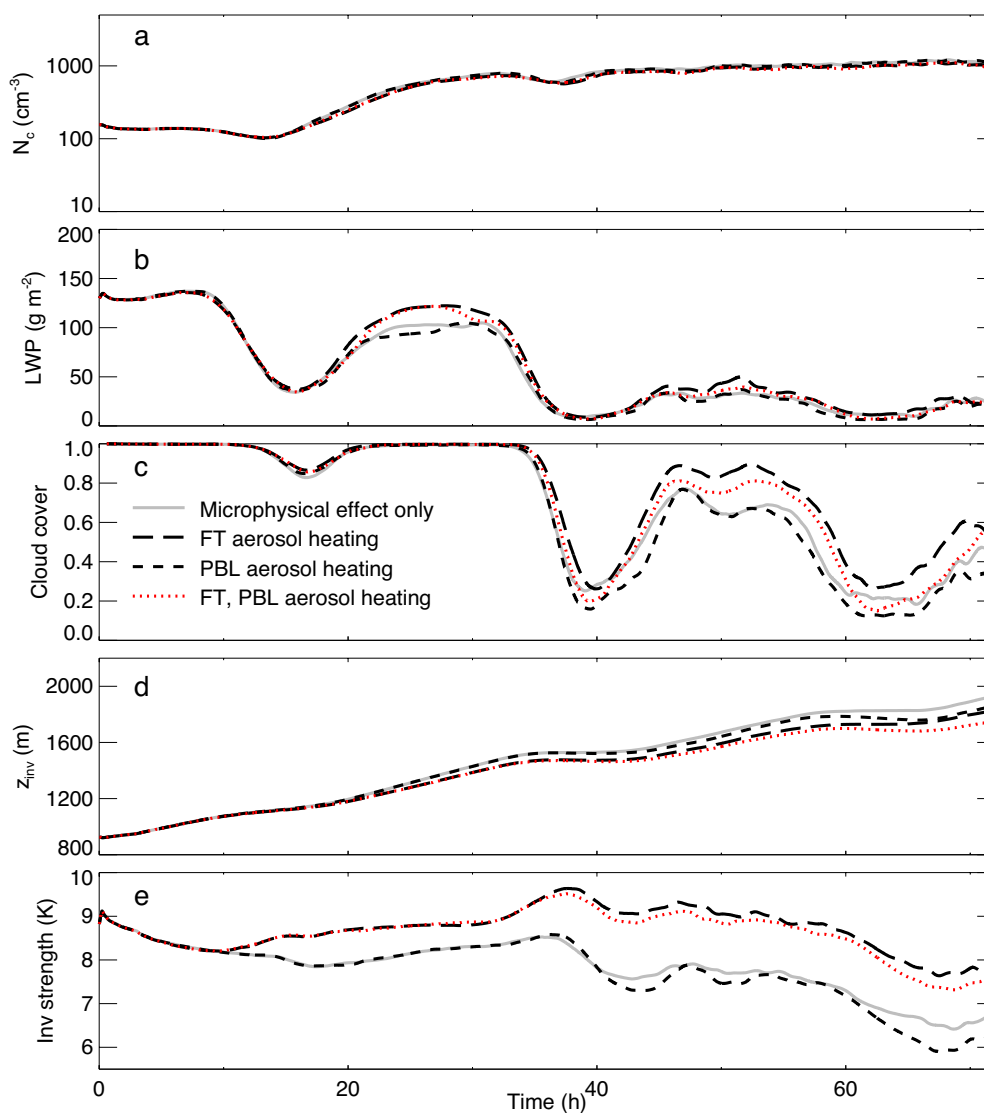 a
1000
100
10
N_c (cm⁻³)
b
200
150
100
50
0
LWP (g m⁻²)
c
1.0
0.8
0.6
0.4
0.2
0.0
Cloud cover
Microphysical effect only
FT aerosol heating
PBL aerosol heating
FT, PBL aerosol heating
d
2000
1600
1200
800
z_inv (m)
e
10
9
8
7
6
Inv strength (K)
0
20
40
60
Time (h)